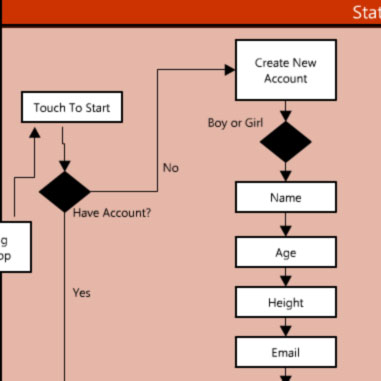 Stat
Create New
Account
Touch To Start
Boy or Girl
No
Name
Have Account?
g
op
Age
Yes
Height
Email